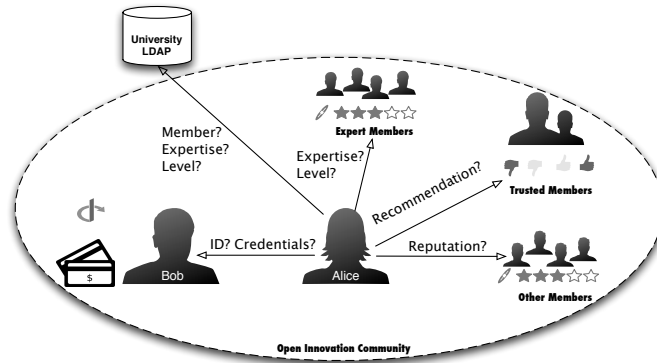 University
LDAP
Member?
Expertise?
Level?
Expert Members
Expertise?
Level?
Recommendation?
Trusted Members
ID? Credentials?
Reputation?
$
Bob
Alice
Other Members
Open Innovation Community